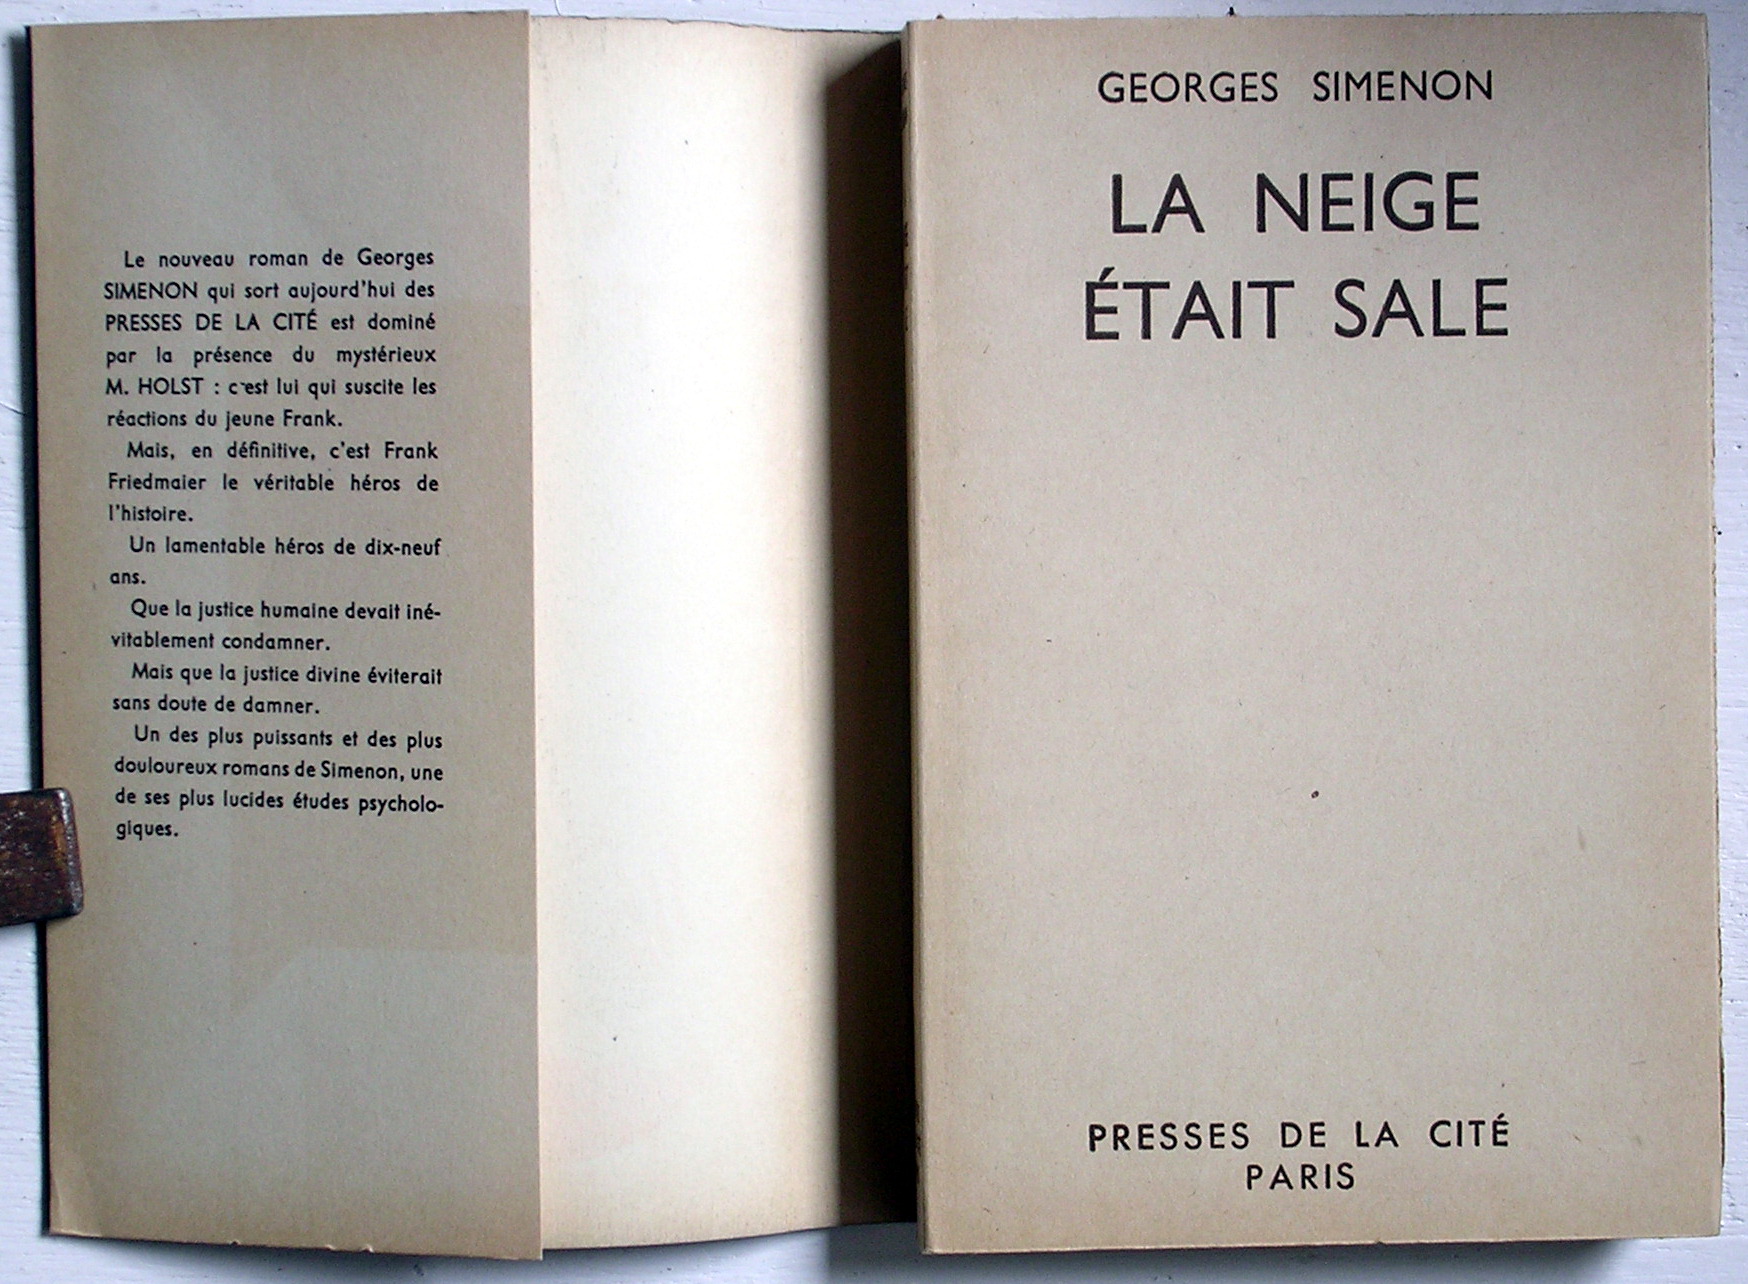 Le nouveau roman de Georges
SIMENON qui sort aujourd'hui des
PRESSES DE LA CITÉ est dominé
par la présence du mystérieux
M. HOLST : c'est lui qui suscite les
réactions du jeune Frank.
Mais, en définitive, c'est Frank
Friedmaier le véritable héros de
l'histoire.
Un lamentable héros de dix-neuf
ans.
Que la justice humaine devait iné-
vitablement condamner.
Mais que la justice divine éviterait
sans doute de damner.
Un des plus puissants et des plus
douloureux romans de Simenon, une
de ses plus lucides études psycholo-
giques.
GEORGES SIMENON
LA NEIGE
ÉTAIT SALE
PRESSES DE LA CITÉ
PARIS